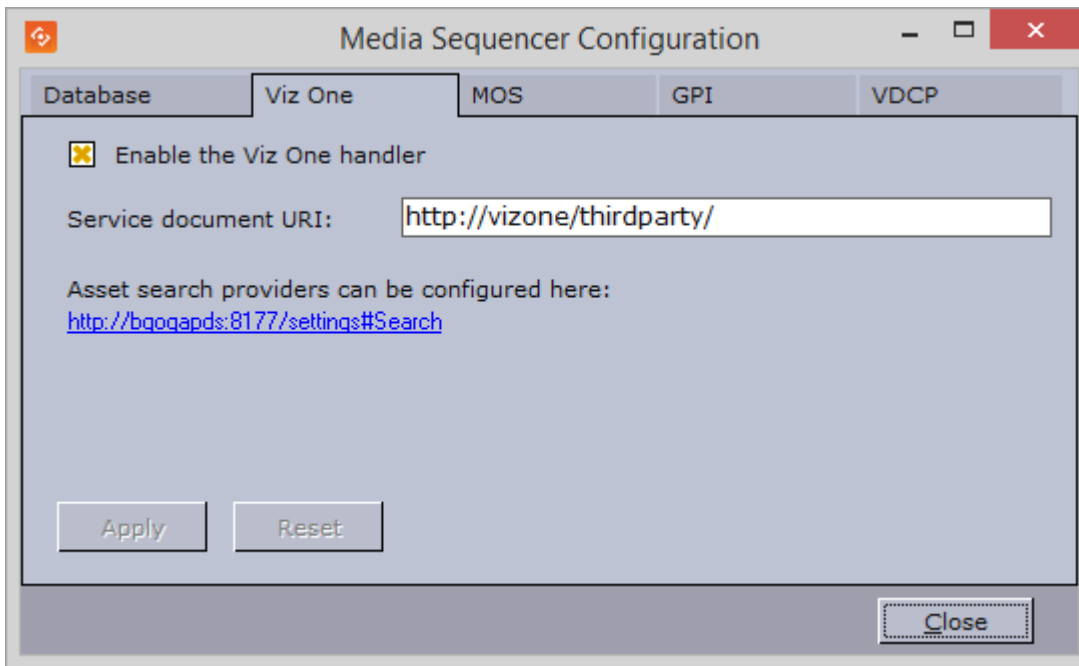 Media Sequencer Configuration
Database Viz One MOS GPI VDCP
Enable the Viz One handler
Service document URI: http://vizone/thirdparty/
Asset search providers can be configured here:
http://bgogapds:8177/settings#Search
Apply Reset
Close